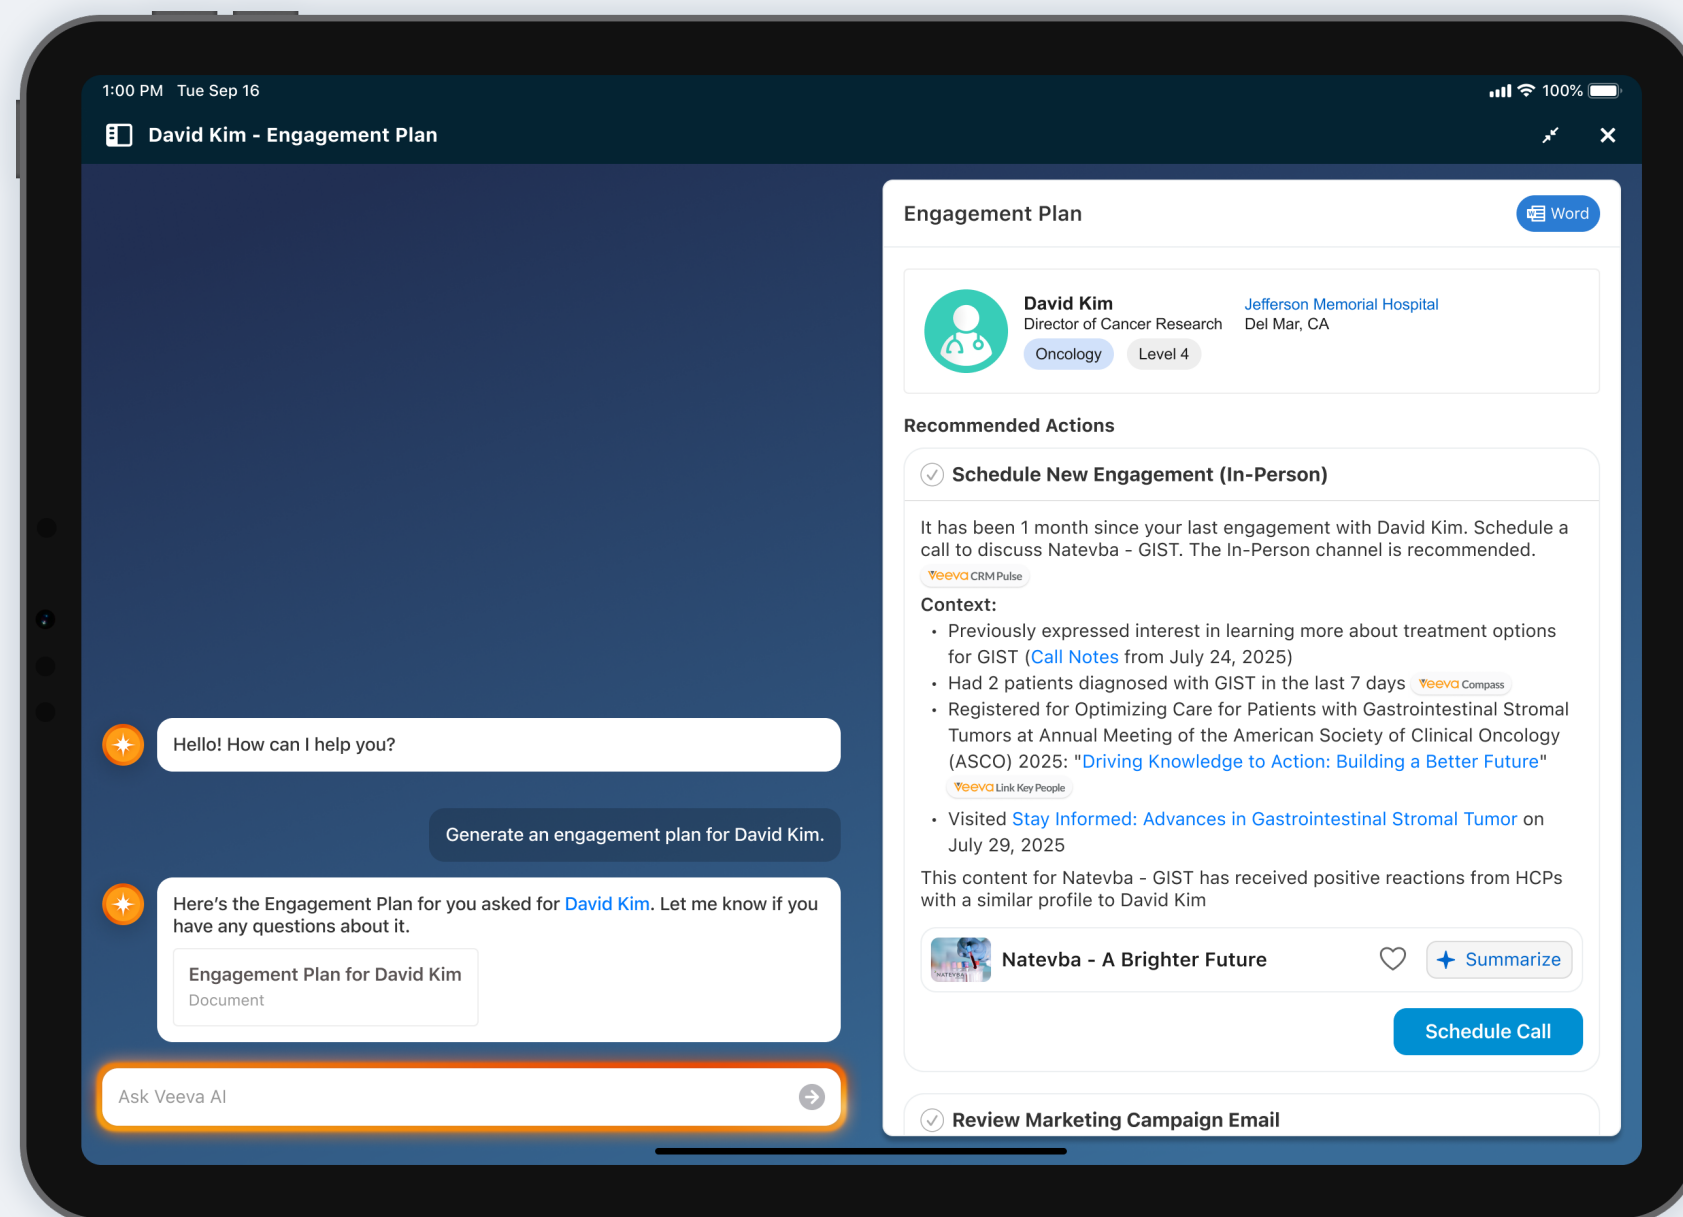 1:00 PM Tue Sep 16
100%
David Kim - Engagement Plan
Hello! How can I help you?
Generate an engagement plan for David Kim.
Here's the Engagement Plan for you asked for David Kim. Let me know if you
have any questions about it.
Engagement Plan for David Kim
Document
Ask Veeva AI
Engagement Plan
Word
David Kim
Director of Cancer Research
Oncology
Level 4
Jefferson Memorial Hospital
Del Mar, CA
Recommended Actions
Schedule New Engagement (In-Person)
It has been 1 month since your last engagement with David Kim. Schedule a
call to discuss Natevba - GIST. The In-Person channel is recommended.
Veeva CRM Pulse
Context:
• Previously expressed interest in learning more about treatment options
for GIST (Call Notes from July 24, 2025)
• Had 2 patients diagnosed with GIST in the last 7 days Veeva Compass
• Registered for Optimizing Care for Patients with Gastrointestinal Stromal
Tumors at Annual Meeting of the American Society of Clinical Oncology
(ASCO) 2025: "Driving Knowledge to Action: Building a Better Future"
Veeva Link Key People
• Visited Stay Informed: Advances in Gastrointestinal Stromal Tumor on
July 29, 2025
This content for Natevba - GIST has received positive reactions from HCPs
with a similar profile to David Kim
NATEVBA
Natevba - A Brighter Future
Summarize
Schedule Call
Review Marketing Campaign Email